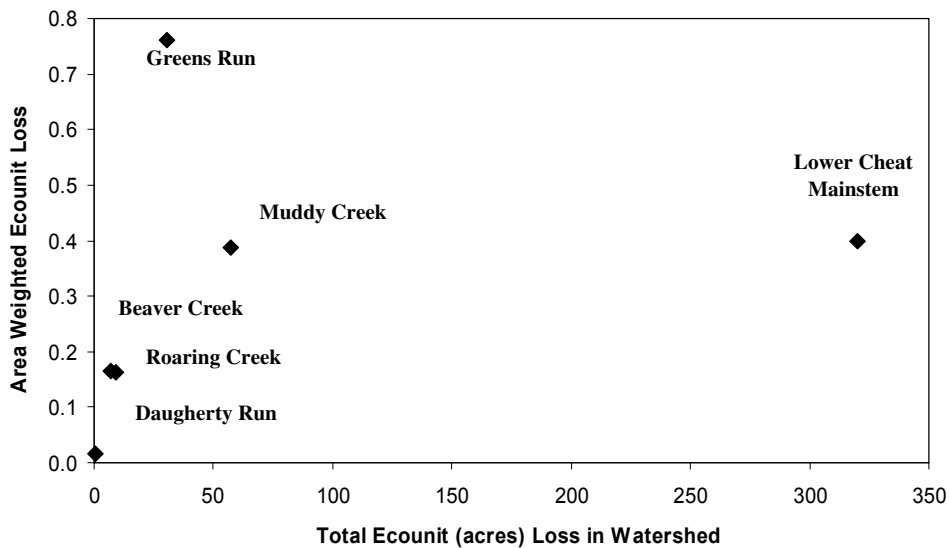 0.8
0.7
0.6
0.5
0.4
0.3
0.2
0.1
0.0
Area Weighted Ecounit Loss
Greens Run
Lower Cheat
Mainstem
Muddy Creek
Beaver Creek
Roaring Creek
Daugherty Run
0 50 100 150 200 250 300 350
Total Ecounit (acres) Loss in Watershed